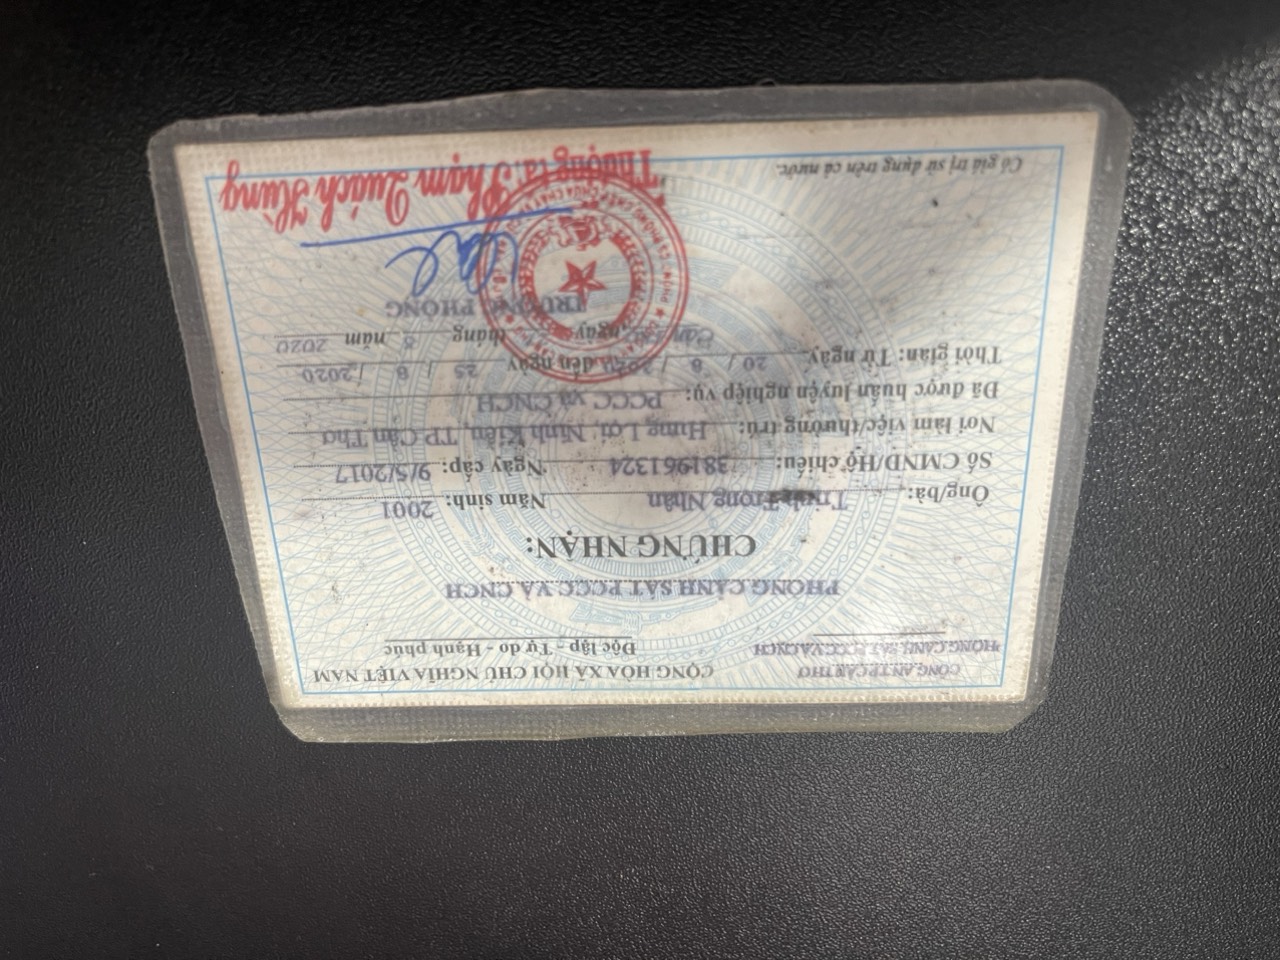 CÔNG AN TP.CẦN THƠ
PHÒNG CẢNH SÁT PCCC VÀ CNCH
CỘNG HÒA XÃ HỘI CHỦ NGHĨA VIỆT NAM
Độc lập - Tự do - Hạnh phúc
PHÒNG CẢNH SÁT PCCC VÀ CNCH
CHỨNG NHẬN:
Ông/bà: Trịnh Trọng Nhân Năm sinh: 2001
Số CMND/Hộ chiếu: 381961324 Ngày cấp: 9/5/2017
Nơi làm việc/thường trú: Hưng Lợi, Ninh Kiều, TP Cần Thơ
Đã được huấn luyện nghiệp vụ: PCCC và CNCH
Thời gian: Từ ngày 20 / 8 / 2020 đến ngày 25 / 8 / 2020
ngày tháng 8 năm 2020
TRƯỞNG PHÒNG
Có giá trị sử dụng trên cả nước.
Thượng tá: Phạm Quách Hùng